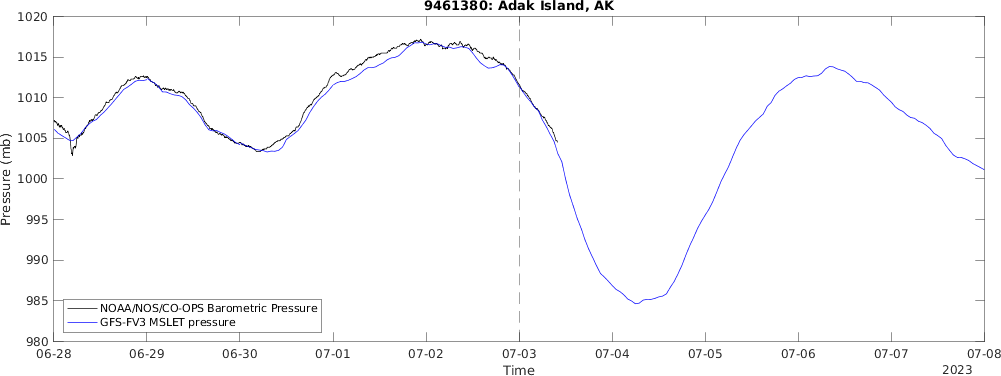 9461380: Adak Island, AK
Pressure (mb)
1020
1015
1010
1005
1000
995
990
985
980
NOAA/NOS/CO-OPS Barometric Pressure
GFS-FV3 MSLET pressure
06-28 06-29 06-30 07-01 07-02 07-03 07-04 07-05 07-06 07-07 07-08
Time
2023